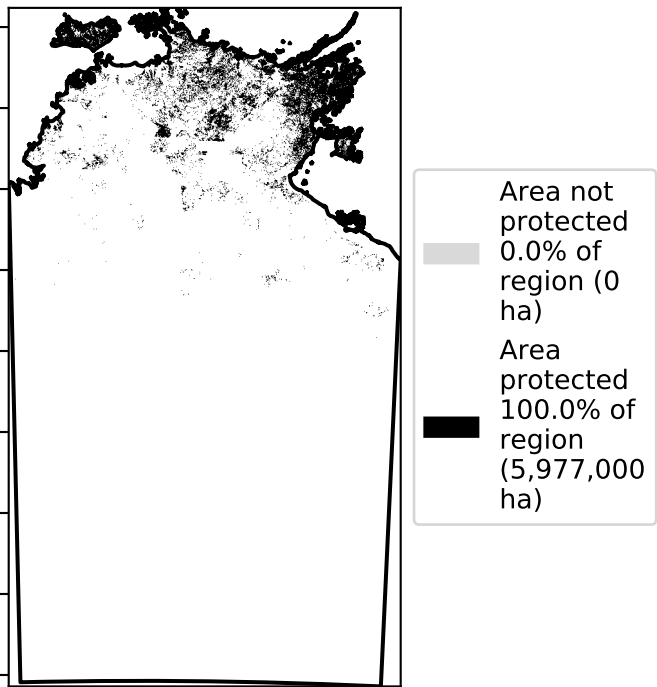 Area not
protected
0.0% of
region (0
ha)
Area
protected
100.0% of
region
(5,977,000
ha)